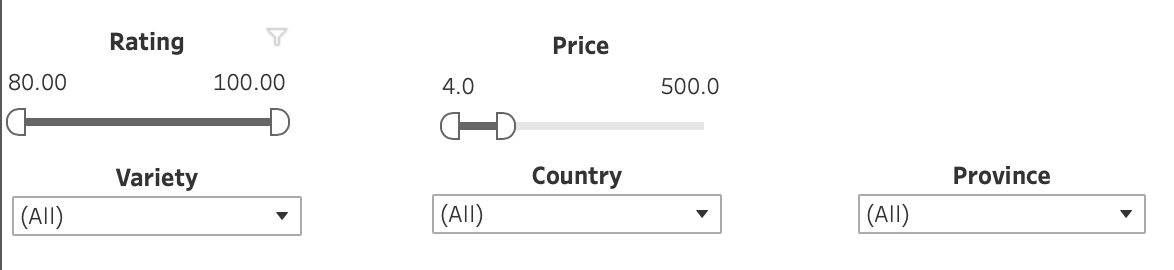 Rating
80.00 100.00
Price
4.0 500.0
Variety
(All)
Country
(All)
Province
(All)